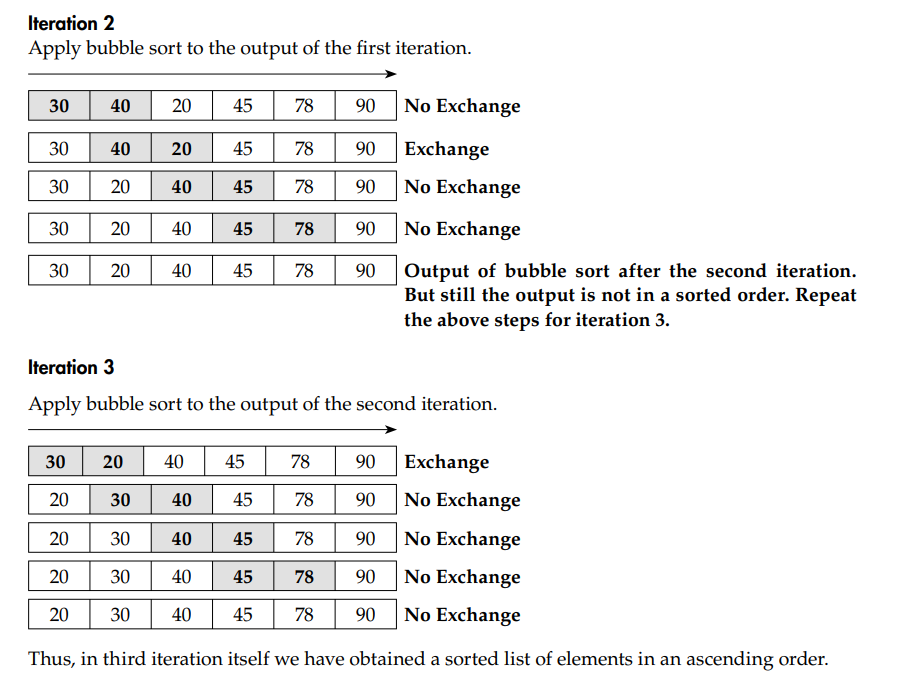 Iteration 2
Apply bubble sort to the output of the first iteration.
30 40 20 45 78 90 No Exchange
30 40 20 45 78 90 Exchange
30 20 40 45 78 90 No Exchange
30 20 40 45 78 90 No Exchange
30 20 40 45 78 90 Output of bubble sort after the second iteration.
But still the output is not in a sorted order. Repeat
the above steps for iteration 3.
Iteration 3
Apply bubble sort to the output of the second iteration.
30 20 40 45 78 90 Exchange
20 30 40 45 78 90 No Exchange
20 30 40 45 78 90 No Exchange
20 30 40 45 78 90 No Exchange
20 30 40 45 78 90 No Exchange
Thus, in third iteration itself we have obtained a sorted list of elements in an ascending order.